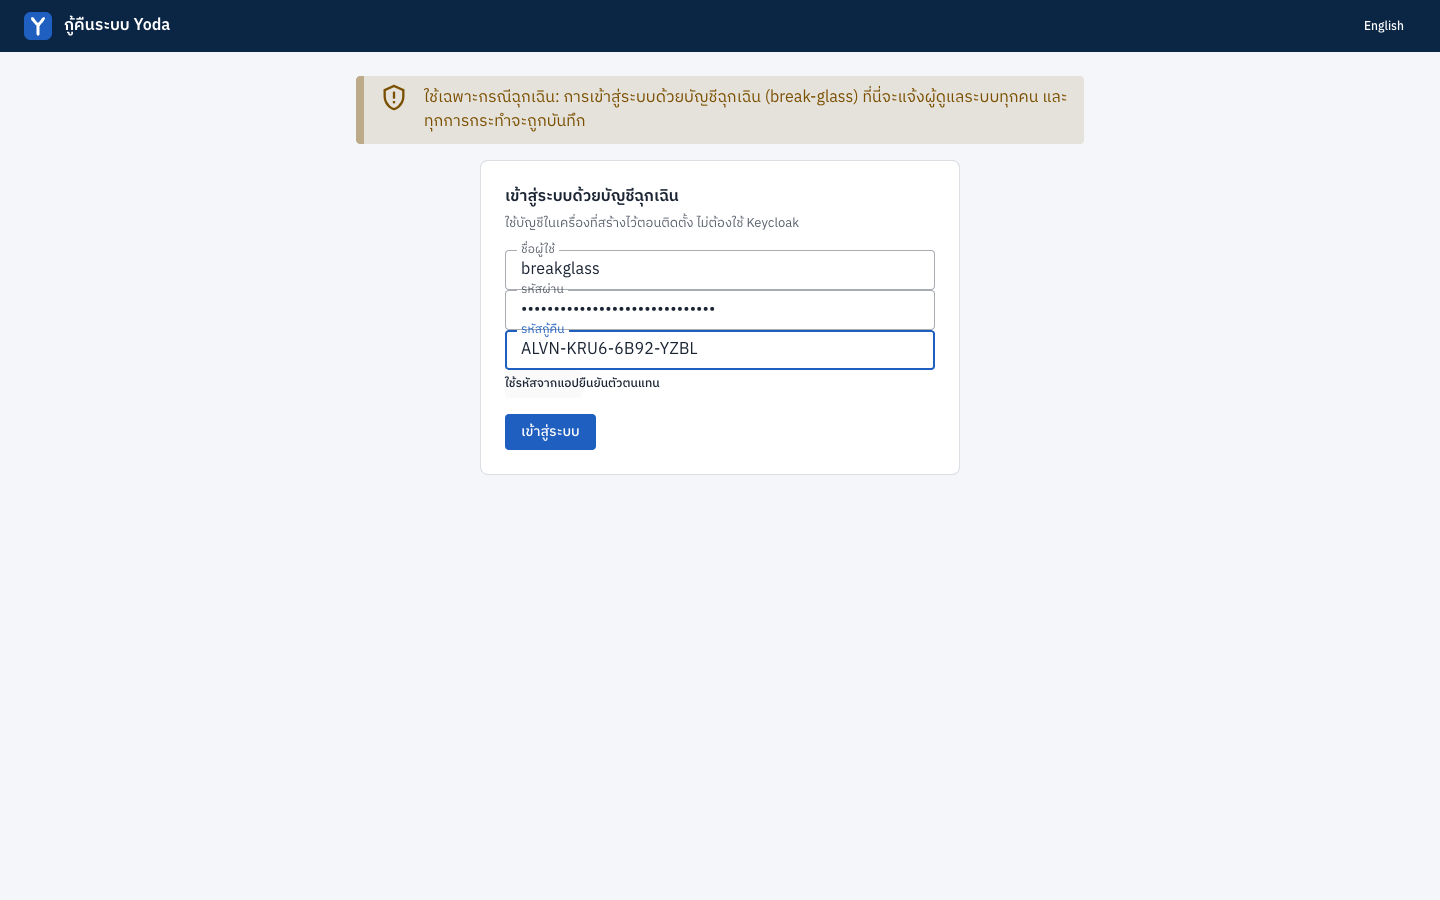 Y กู้คืนระบบ Yoda
English
ใช้เฉพาะกรณีฉุกเฉิน: การเข้าสู่ระบบด้วยบัญชีฉุกเฉิน (break-glass) ที่นี่จะแจ้งผู้ดูแลระบบทุกคน และ
ทุกการกระทำจะถูกบันทึก
เข้าสู่ระบบด้วยบัญชีฉุกเฉิน
ใช้บัญชีในเครื่องที่สร้างไว้ตอนติดตั้ง ไม่ต้องใช้ Keycloak
ชื่อผู้ใช้
breakglass
รหัสผ่าน
••••••••••••••••••••••••••••••
รหัสกู้คืน
ALVN-KRU6-6B92-YZBL
ใช้รหัสจากแอปยืนยันตัวตนแทน
เข้าสู่ระบบ